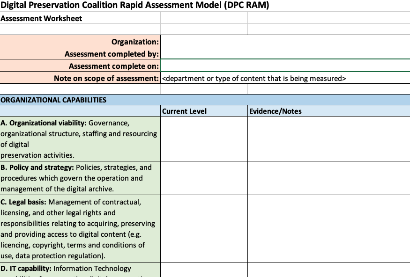 Digital Preservation Coalition Rapid Assessment Model (DPC RAM)
Assessment Worksheet
Organization:
Assessment completed by:
Assessment complete on:
Note on scope of assessment: <department or type of content that is being measured>
ORGANIZATIONAL CAPABILITIES
Current Level Evidence/Notes
A. Organizational viability: Governance,
organizational structure, staffing and resourcing
of digital
preservation activities.
B. Policy and strategy: Policies, strategies, and
procedures which govern the operation and
management of the digital archive.
C. Legal basis: Management of contractual,
licensing, and other legal rights and
responsibilities relating to acquiring, preserving
and providing access to digital content (e.g.
licencing, copyright, terms and conditions of
use, data protection regulation).
D. IT capability: Information Technology